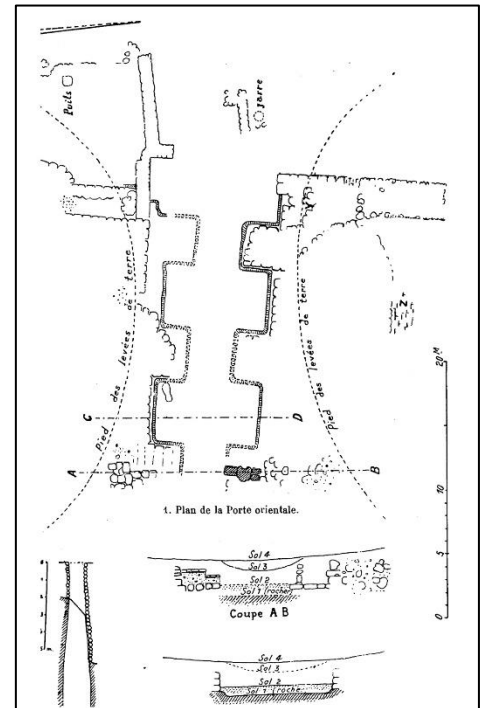 Puits
Jarre
Pied des levées de terre
pied des levées de terre
N
C
D
A
B
20 M
10
5
0
1. Plan de la Porte orientale.
Sol 4
Sol 3
Sol 2
Sol 1 (rocher)
Coupe A B
Sol 4
Sol 3
Sol 2
Sol 1 (roche